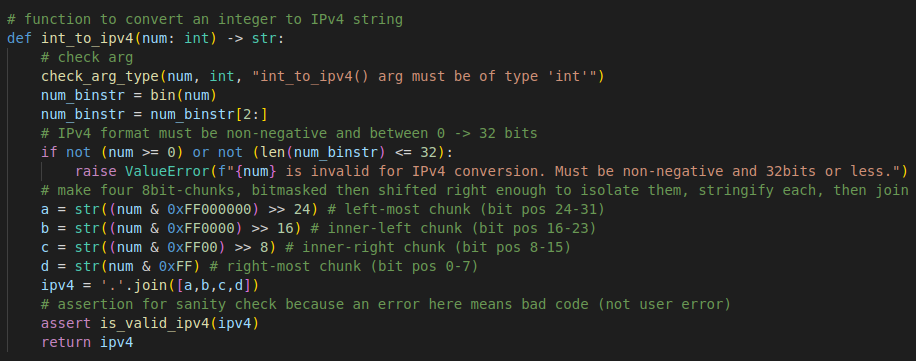 # function to convert an integer to IPv4 string
def int_to_ipv4(num: int) -> str:
    # check arg
    check_arg_type(num, int, "int_to_ipv4() arg must be of type 'int'")
    num_binstr = bin(num)
    num_binstr = num_binstr[2:]
    # IPv4 format must be non-negative and between 0 -> 32 bits
    if not (num >= 0) or not (len(num_binstr) <= 32):
        raise ValueError(f"{num} is invalid for IPv4 conversion. Must be non-negative and 32bits or less.")
    # make four 8bit-chunks, bitmasked then shifted right enough to isolate them, stringify each, then join
    a = str((num & 0xFF000000) >> 24) # left-most chunk (bit pos 24-31)
    b = str((num & 0xFF0000) >> 16) # inner-left chunk (bit pos 16-23)
    c = str((num & 0xFF00) >> 8) # inner-right chunk (bit pos 8-15)
    d = str(num & 0xFF) # right-most chunk (bit pos 0-7)
    ipv4 = '.'.join([a,b,c,d])
    # assertion for sanity check because an error here means bad code (not user error)
    assert is_valid_ipv4(ipv4)
    return ipv4